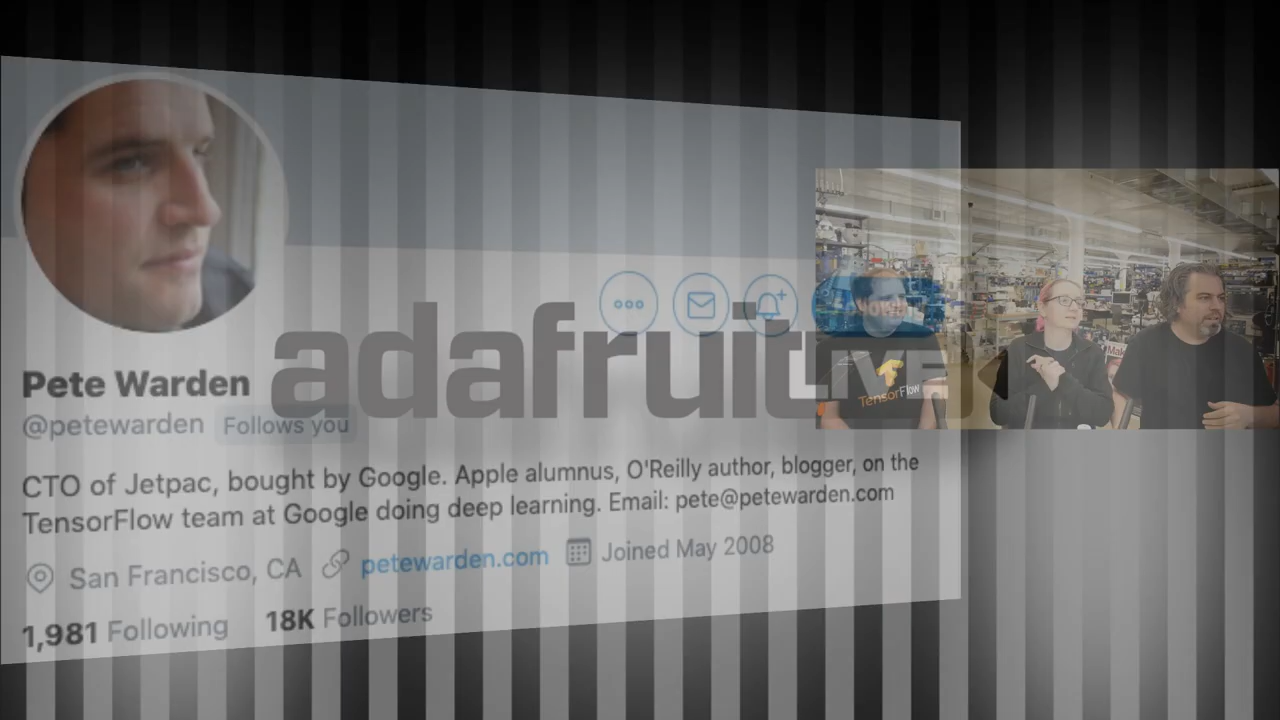 adafruit LIVE
Pete Warden
@petewarden Follows you
CTO of Jetpac, bought by Google. Apple alumnus, O'Reilly author, blogger, on the
TensorFlow team at Google doing deep learning. Email: pete@petewarden.com
San Francisco, CA petewarden.com Joined May 2008
1,981 Following 18K Followers
TensorFlow